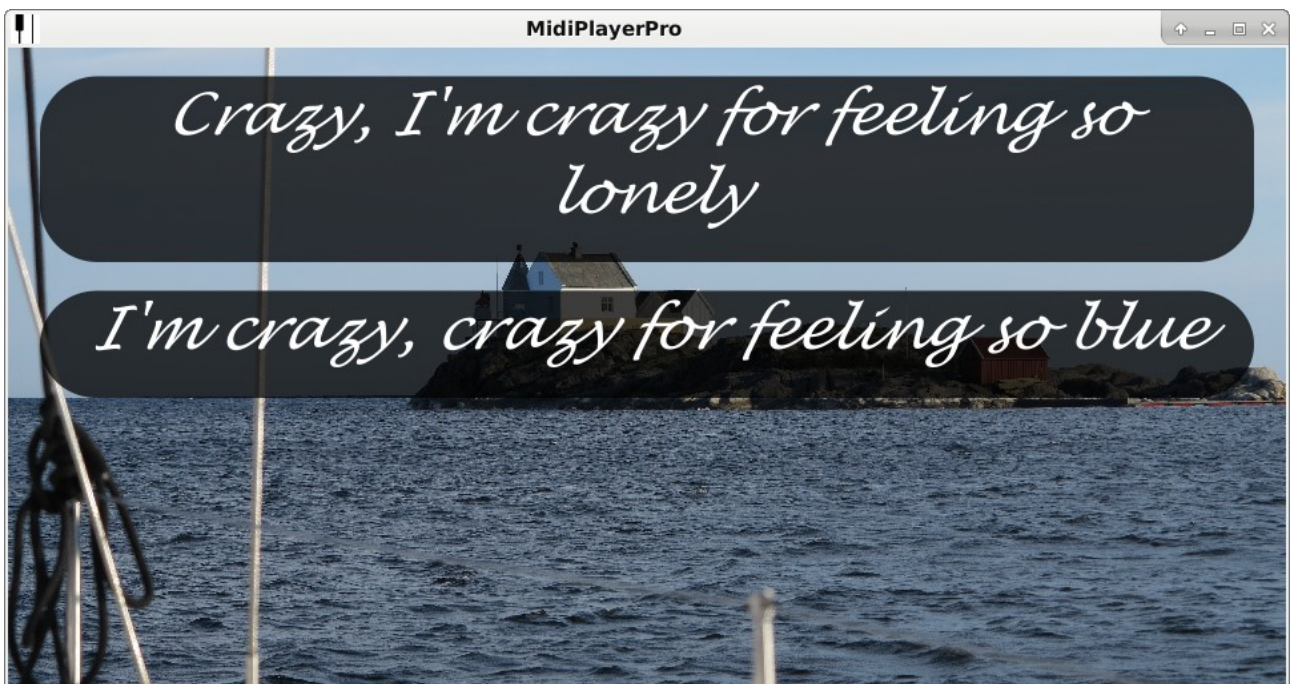 MidiPlayerPro
Crazy, I'm crazy for feeling so
lonely
I'm crazy, crazy for feeling so blue